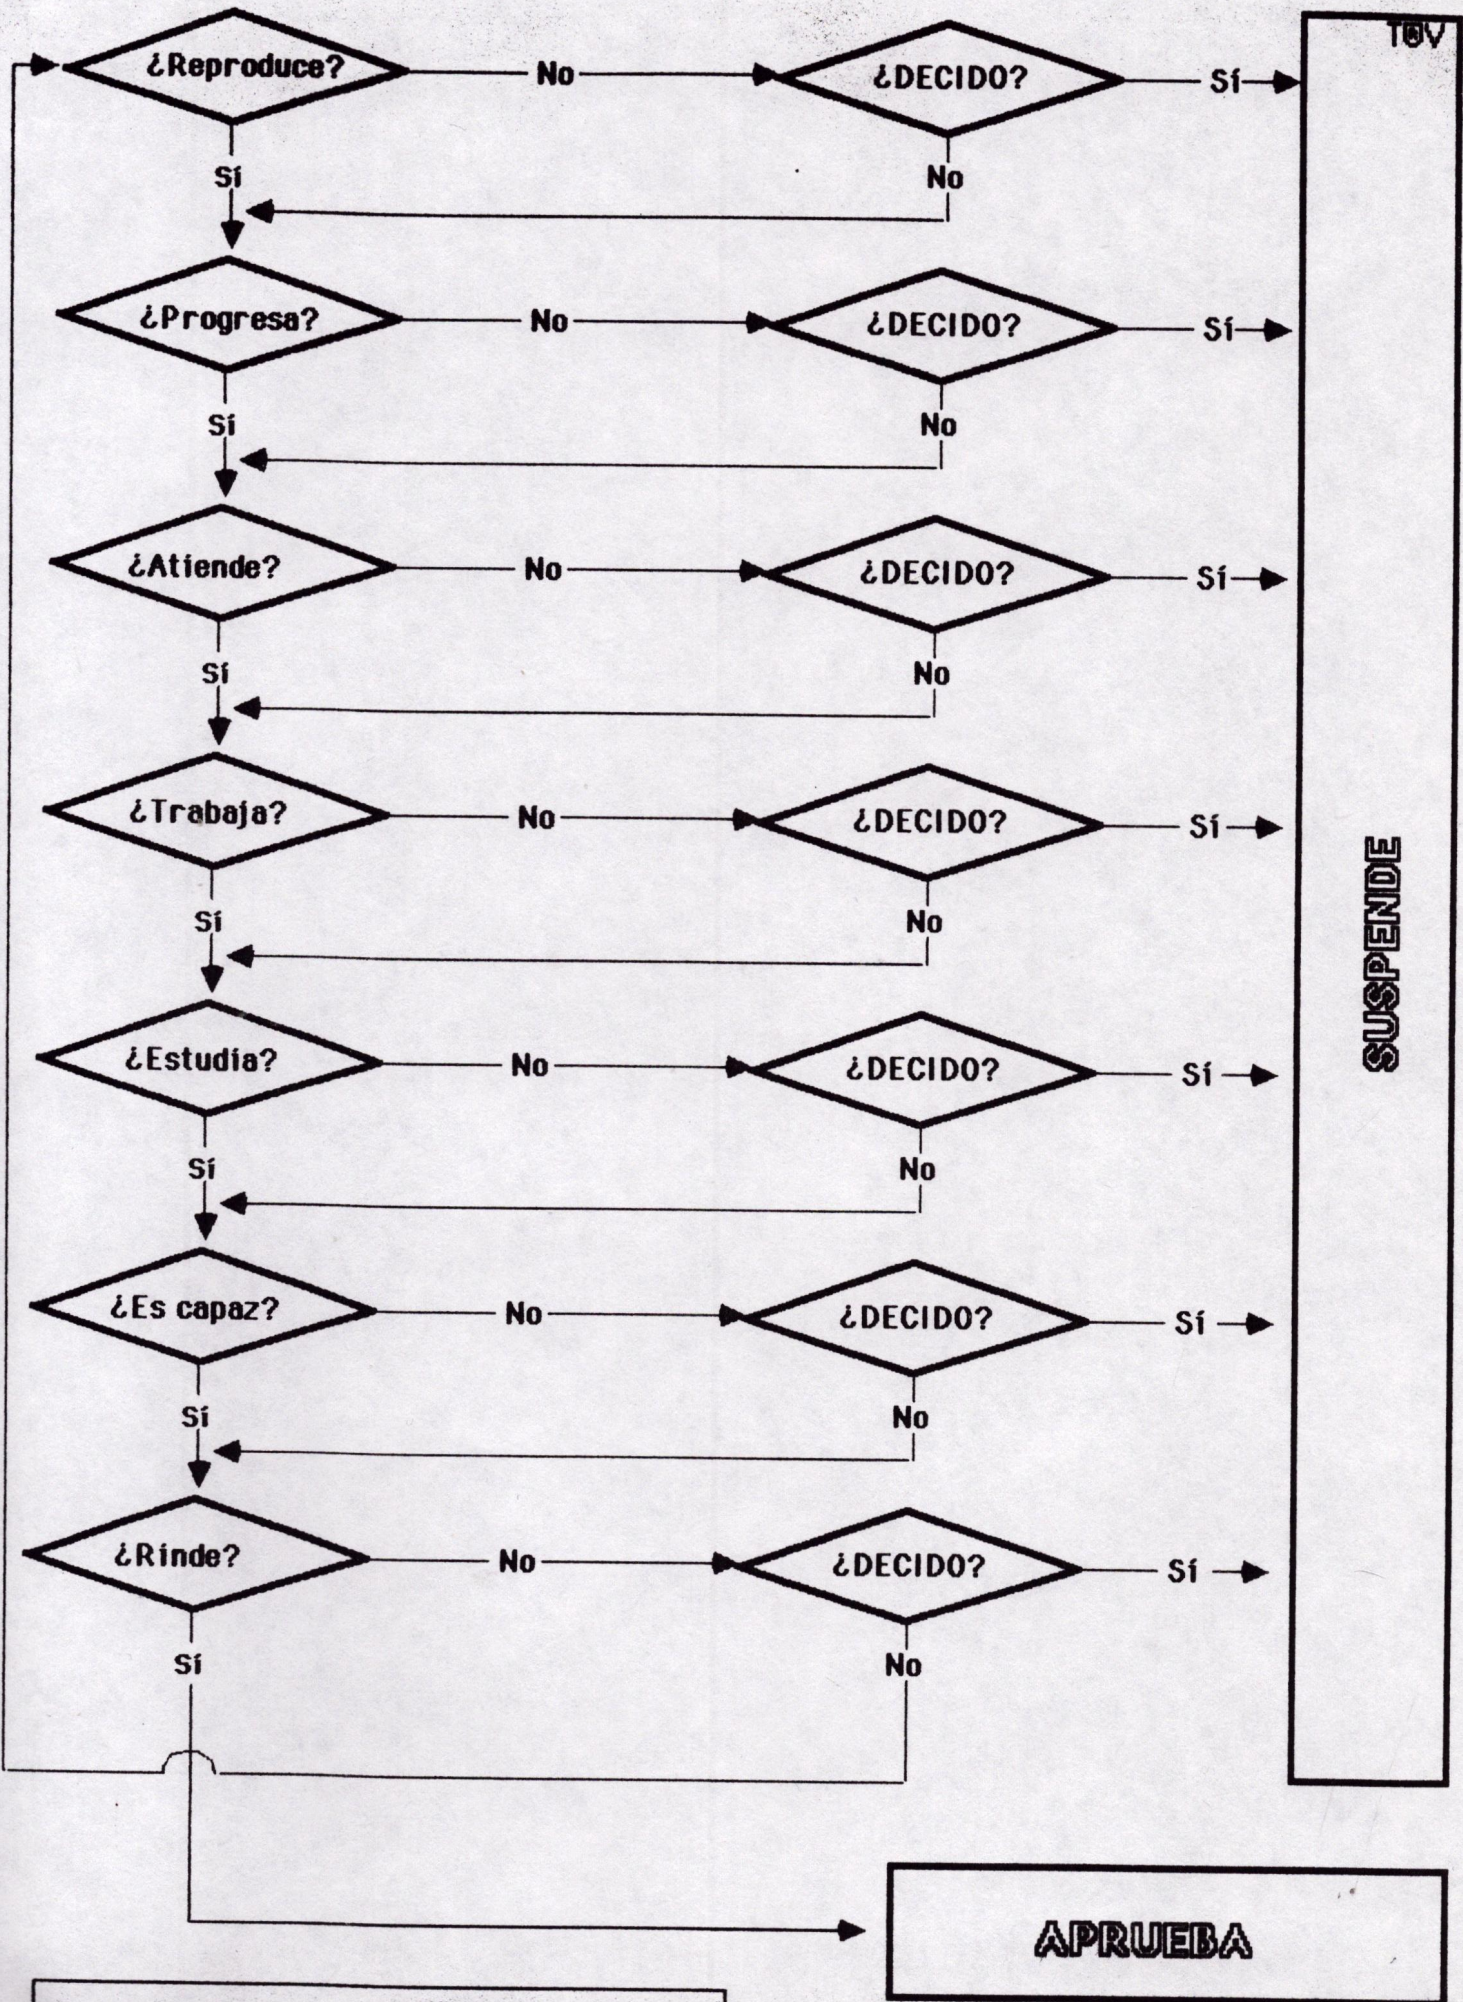 TØV
¿Reproduce? No ¿DECIDO? Sí
Sí No
¿Progresa? No ¿DECIDO? Sí
Sí No
¿Atiende? No ¿DECIDO? Sí
Sí No
¿Trabaja? No ¿DECIDO? Sí
Sí No
¿Estudia? No ¿DECIDO? Sí
Sí No
¿Es capaz? No ¿DECIDO? Sí
Sí No
¿Rinde? No ¿DECIDO? Sí
Sí No
SUSPENDE
APRUEBA